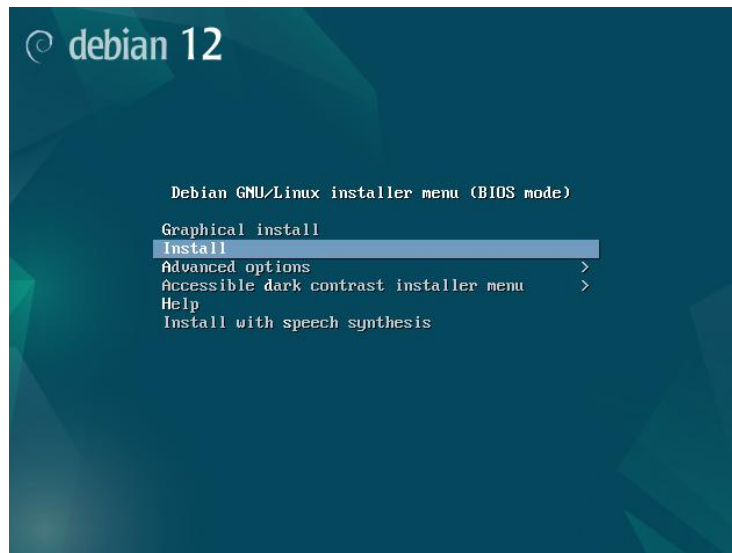 debian 12
Debian GNU/Linux installer menu (BIOS mode)
Graphical install
Install
Advanced options >
Accessible dark contrast installer menu >
Help
Install with speech synthesis